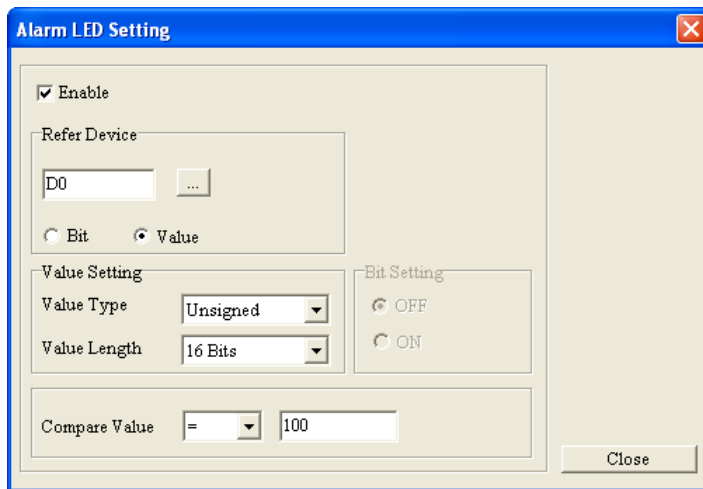 Alarm LED Setting
Enable
Refer Device
D0 ...
Bit Value
Value Setting
Value Type Unsigned
Value Length 16 Bits
Bit Setting
OFF
ON
Compare Value = 100
Close